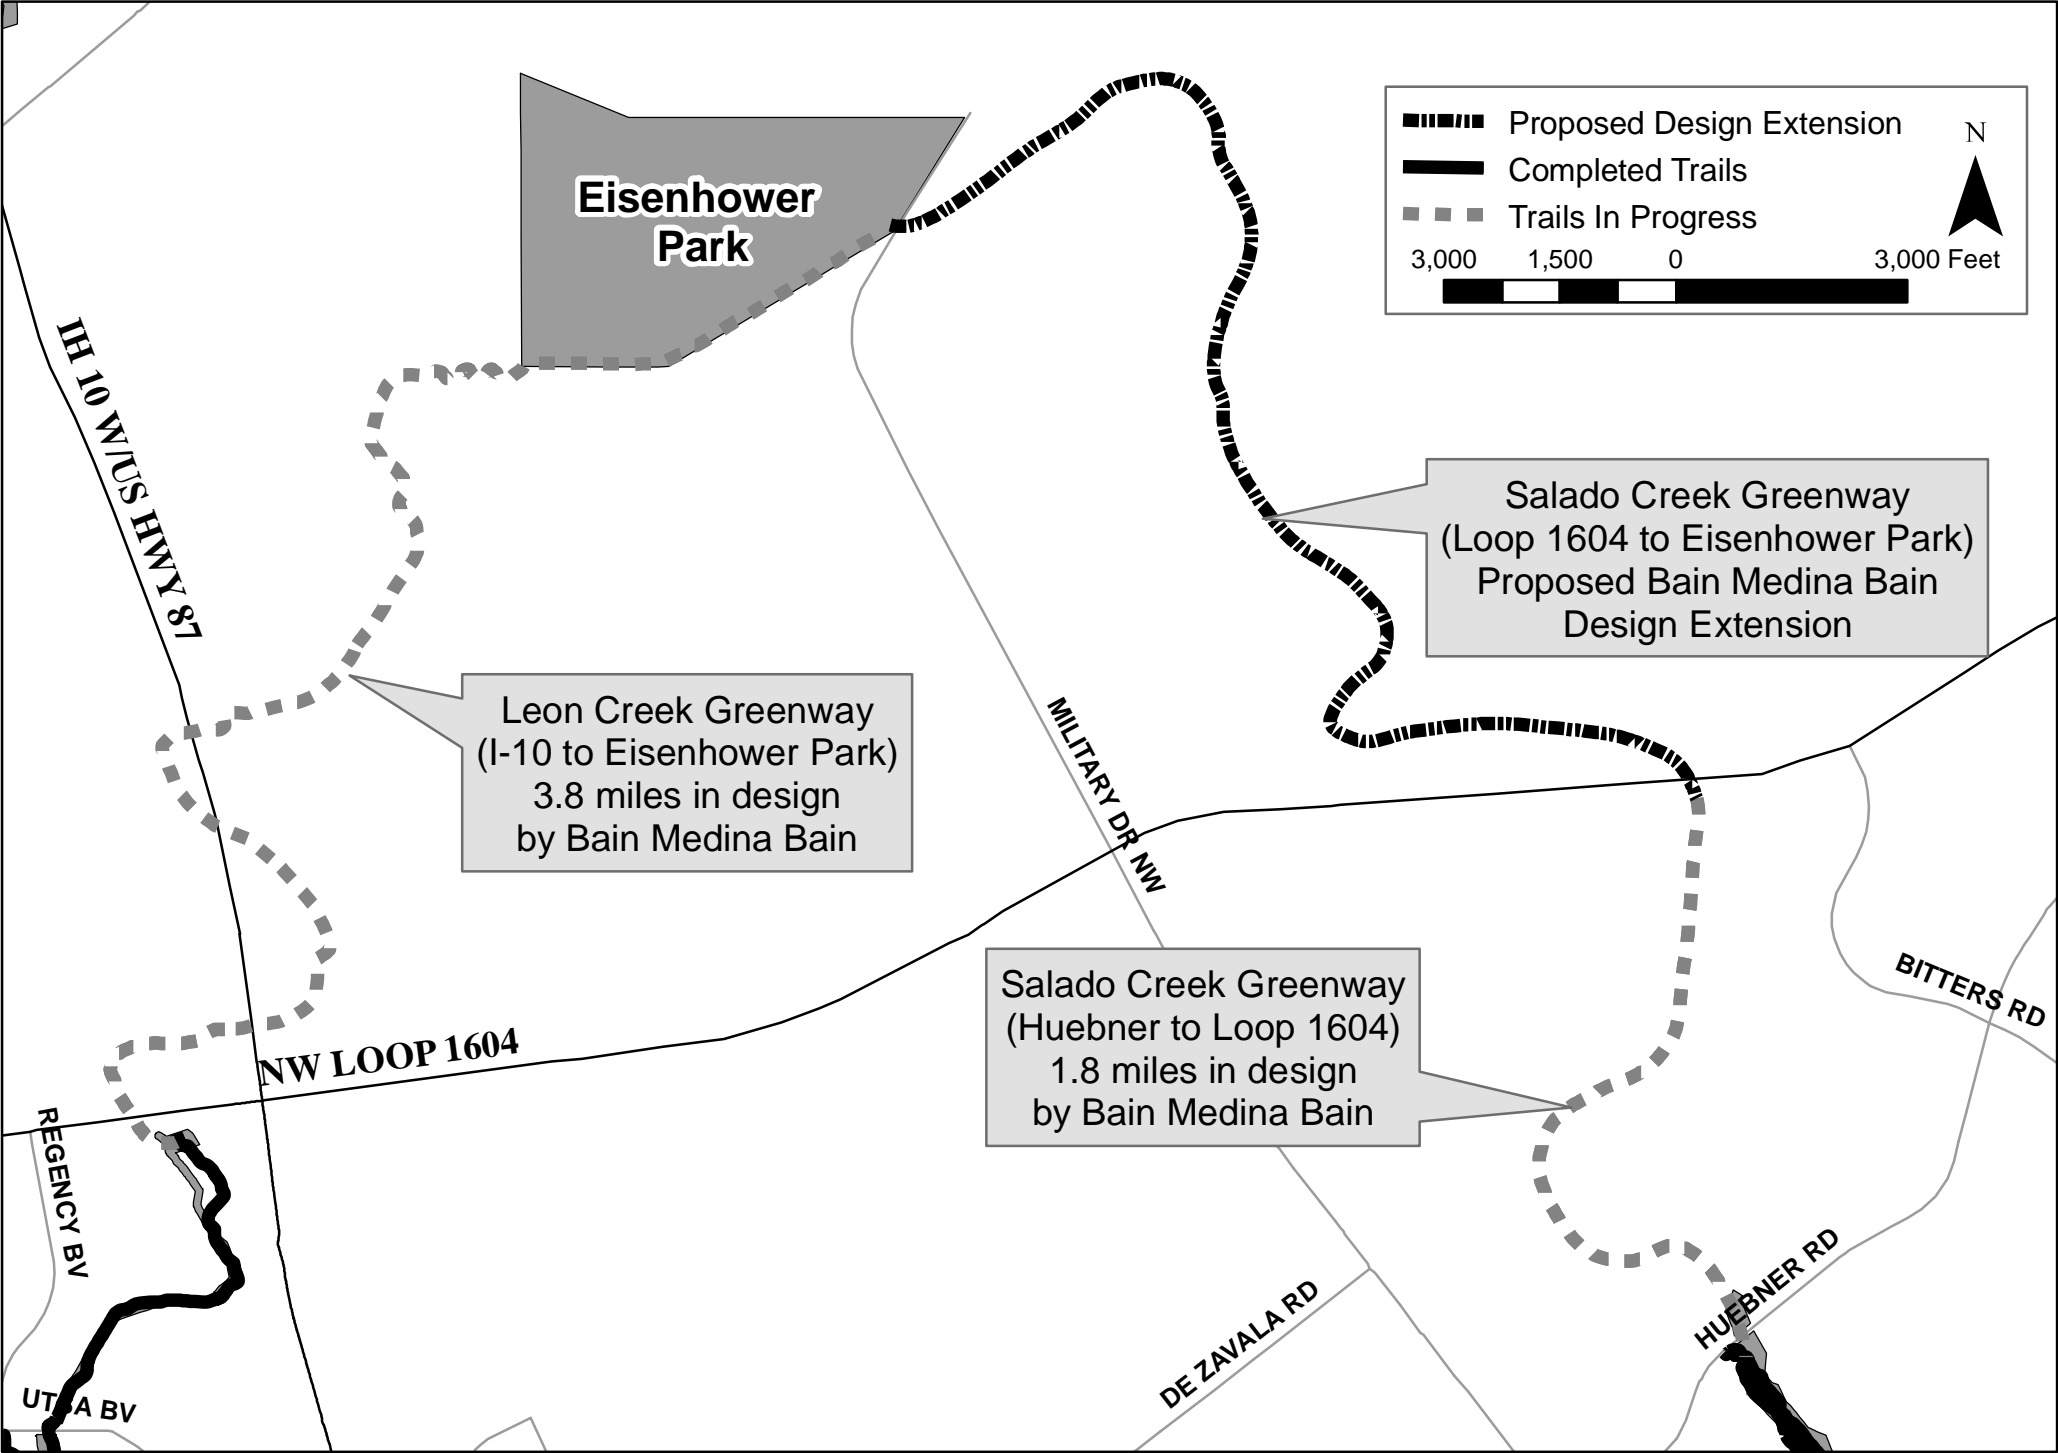 Eisenhower
Park
Proposed Design Extension
Completed Trails
Trails In Progress
N
3,000 1,500 0 3,000 Feet
IH 10 W/US HWY 87
Salado Creek Greenway
(Loop 1604 to Eisenhower Park)
Proposed Bain Medina Bain
Design Extension
Leon Creek Greenway
(I-10 to Eisenhower Park)
3.8 miles in design
by Bain Medina Bain
MILITARY DR NW
Salado Creek Greenway
(Huebner to Loop 1604)
1.8 miles in design
by Bain Medina Bain
BITTERS RD
NW LOOP 1604
REGENCY BV
HUEBNER RD
DE ZAVALA RD
UTSA BV